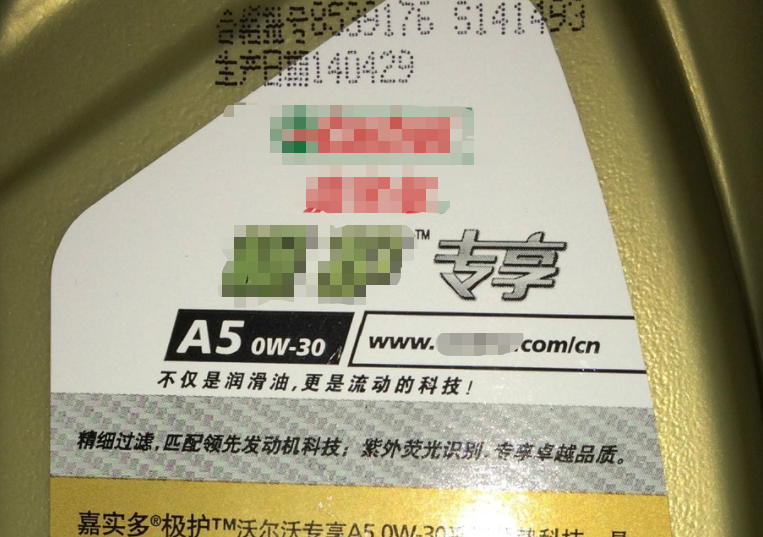 合格编号8539176 S141493
生产日期140429
™ 专享
A5 0W-30
www. .com/cn
不仅是润滑油,更是流动的科技!
精细过滤,匹配领先发动机科技;紫外荧光识别,专享卓越品质。
嘉实多®极护™沃尔沃专享A5 0W-30